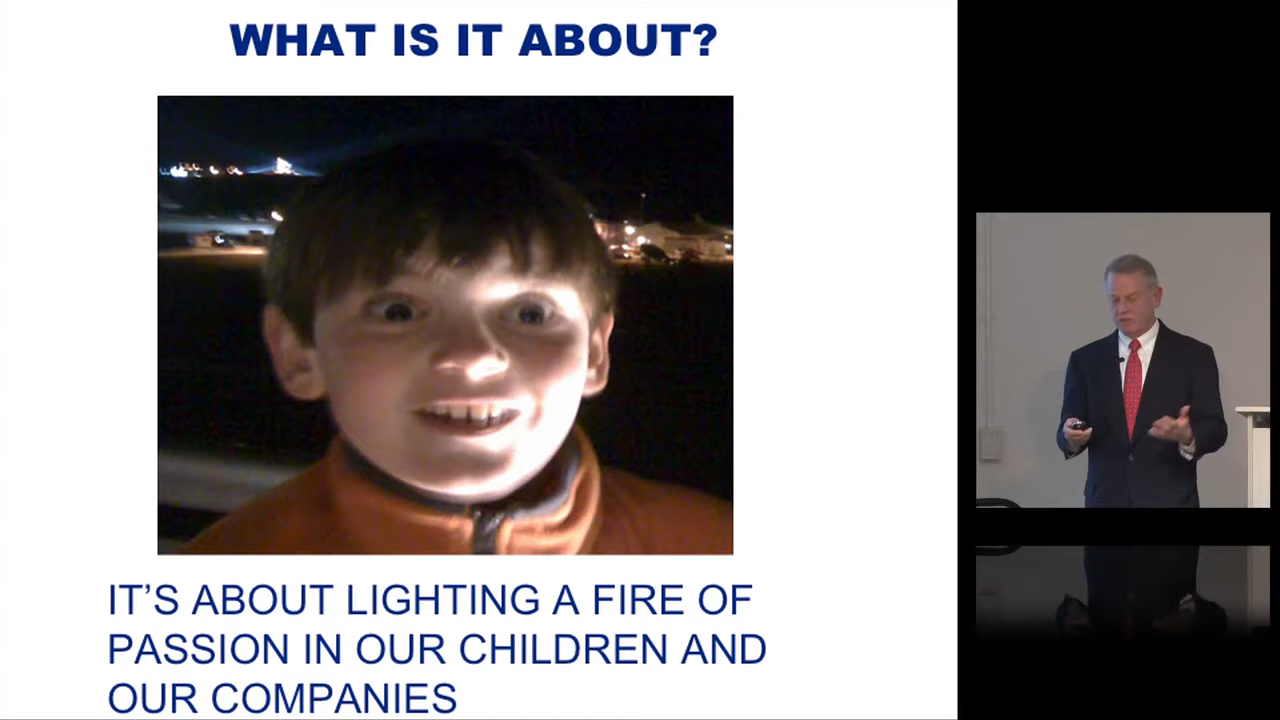 WHAT IS IT ABOUT?
IT’S ABOUT LIGHTING A FIRE OF
PASSION IN OUR CHILDREN AND
OUR COMPANIES